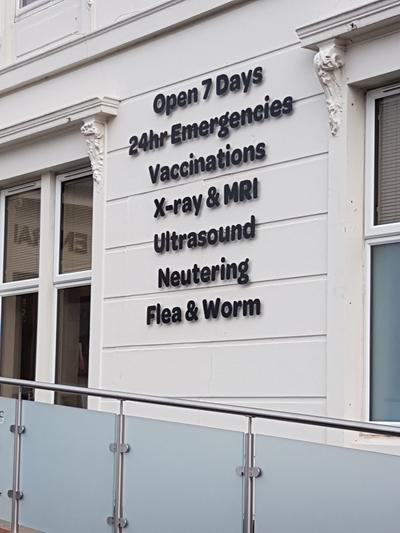 Open 7 Days
24hr Emergencies
Vaccinations
X-ray & MRI
Ultrasound
Neutering
Flea & Worm